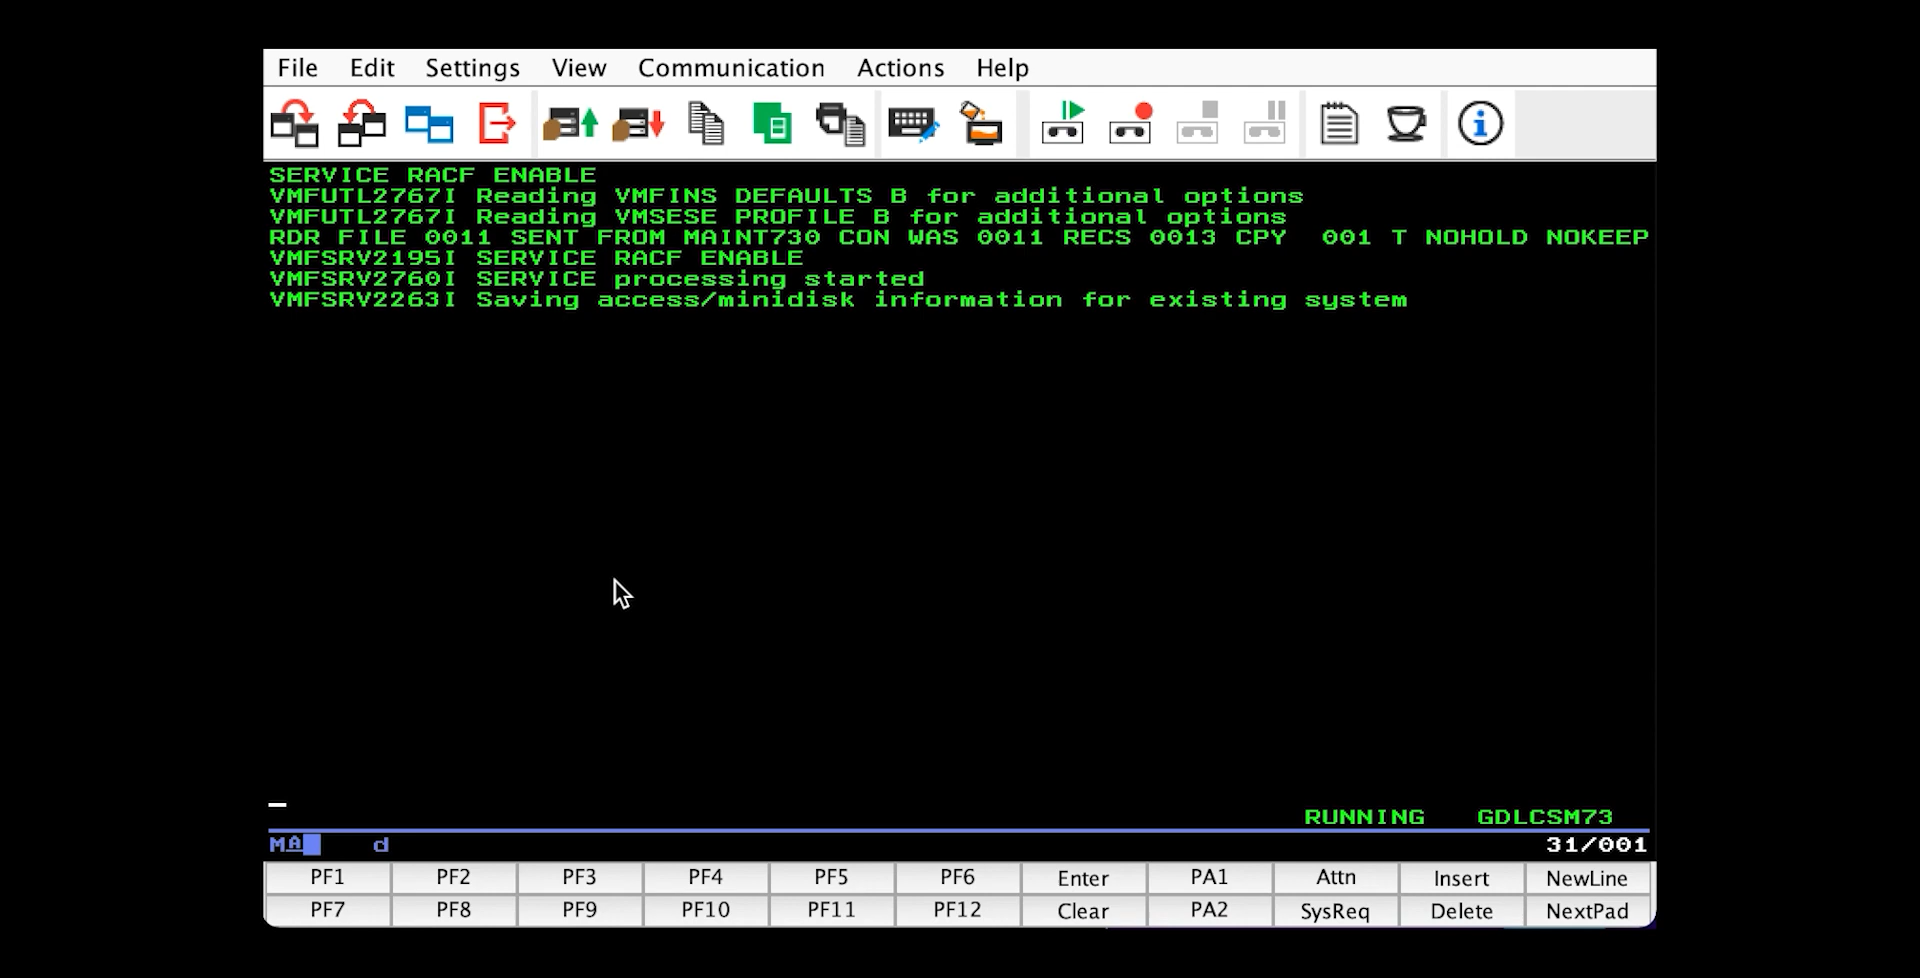 File Edit Settings View Communication Actions Help
SERVICE RACF ENABLE
VMFUTL2767I Reading VMFINS DEFAULTS B for additional options
VMFUTL2767I Reading VMSESE PROFILE B for additional options
RDR FILE 0011 SENT FROM MAINT730 CON WAS 0011 RECS 0013 CPY  001 T NOHOLD NOKEEP
VMFSRV2195I SERVICE RACF ENABLE
VMFSRV2760I SERVICE processing started
VMFSRV2263I Saving access/minidisk information for existing system
RUNNING GDLCSM73
MA d 31/001
PF1 PF2 PF3 PF4 PF5 PF6 Enter PA1 Attn Insert NewLine
PF7 PF8 PF9 PF10 PF11 PF12 Clear PA2 SysReq Delete NextPad